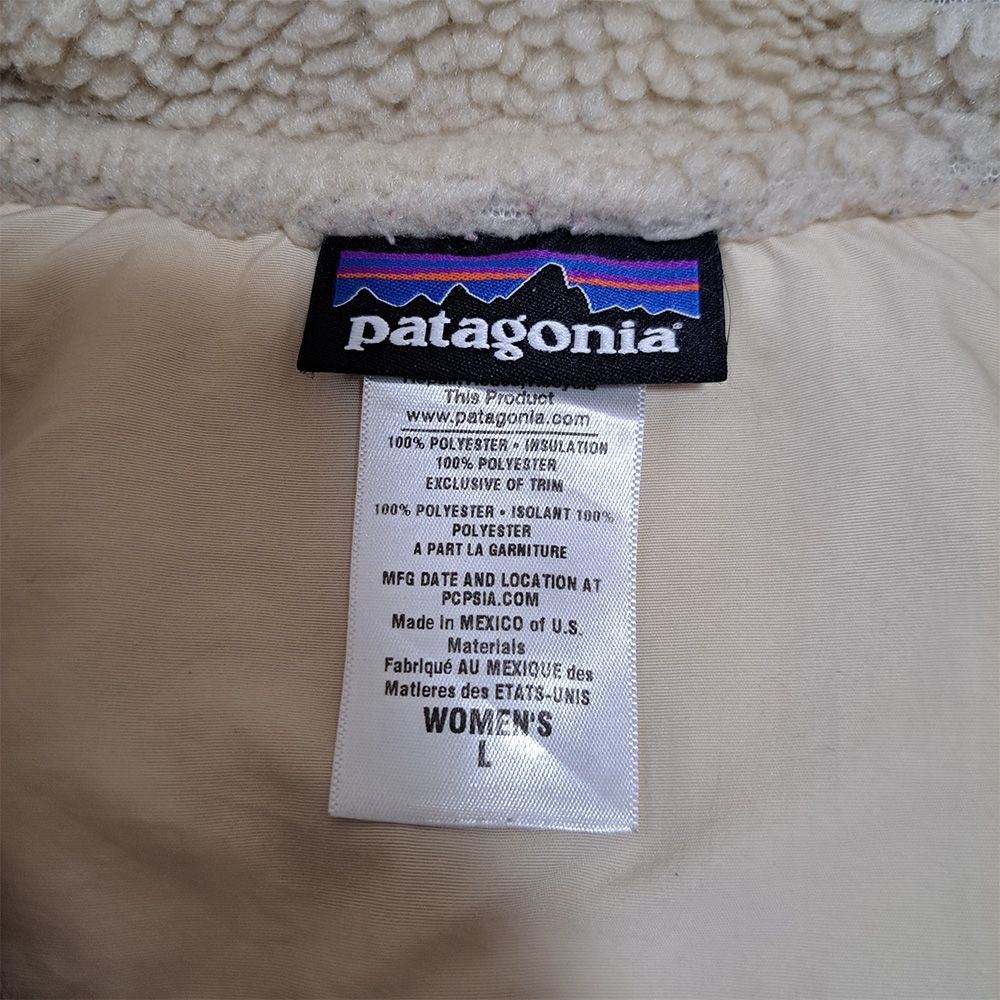 patagonia®
This Product
www.patagonia.com
100% POLYESTER • INSULATION
100% POLYESTER
EXCLUSIVE OF TRIM
100% POLYESTER • ISOLANT 100%
POLYESTER
A PART LA GARNITURE
MFG DATE AND LOCATION AT
PCPSIA.COM
Made in MEXICO of U.S.
Materials
Fabriqué AU MEXIQUE des
Matieres des ETATS-UNIS
WOMEN'S
L